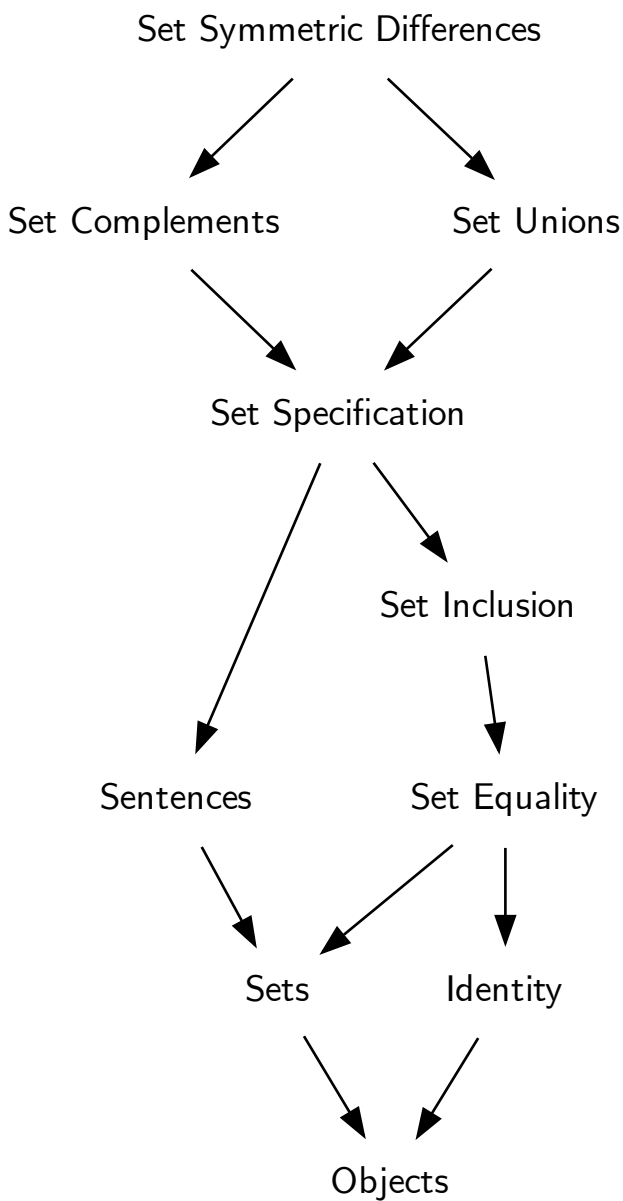 Set Symmetric Differences
Set Complements
Set Unions
Set Specification
Set Inclusion
Sentences
Set Equality
Sets
Identity
Objects